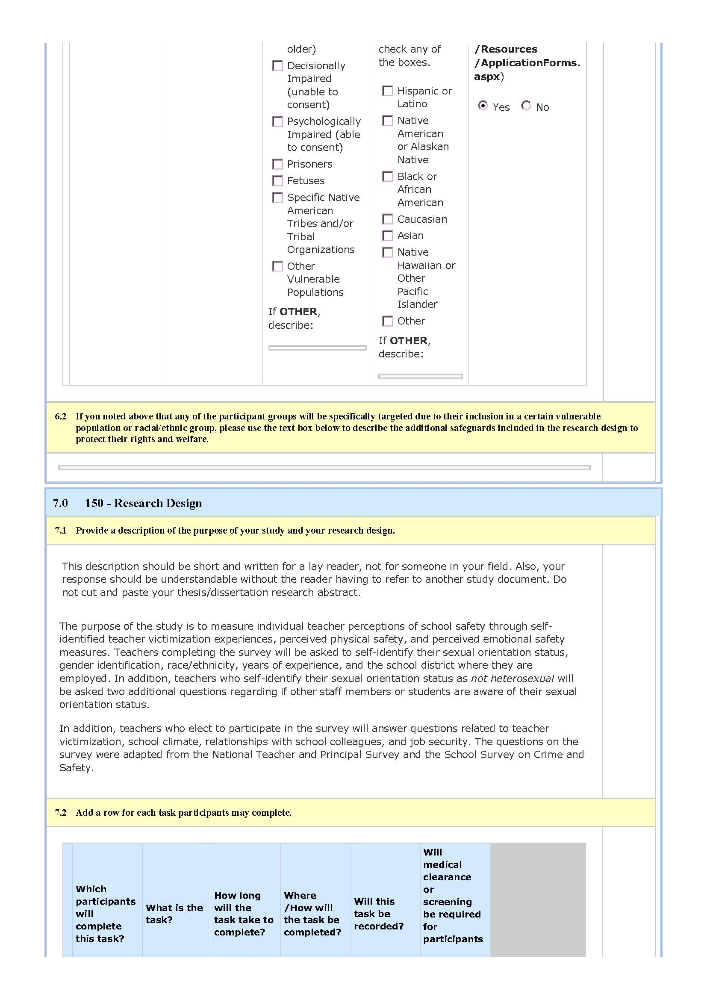 older)
Decisionally
Impaired
(unable to
consent)
Psychologically
Impaired (able
to consent)
Prisoners
Fetuses
Specific Native
American
Tribes and/or
Tribal
Organizations
Other
Vulnerable
Populations
If OTHER,
describe:
check any of
the boxes.
Hispanic or
Latino
Native
American
or Alaskan
Native
Black or
African
American
Caucasian
Asian
Native
Hawaiian or
Other
Pacific
Islander
Other
If OTHER,
describe:
/Resources
/ApplicationForms.
aspx)
Yes No
6.2 If you noted above that any of the participant groups will be specifically targeted due to their inclusion in a certain vulnerable
population or racial/ethnic group, please use the text box below to describe the additional safeguards included in the research design to
protect their rights and welfare.
7.0 150 - Research Design
7.1 Provide a description of the purpose of your study and your research design.
This description should be short and written for a lay reader, not for someone in your field. Also, your
response should be understandable without the reader having to refer to another study document. Do
not cut and paste your thesis/dissertation research abstract.
The purpose of the study is to measure individual teacher perceptions of school safety through self-
identified teacher victimization experiences, perceived physical safety, and perceived emotional safety
measures. Teachers completing the survey will be asked to self-identify their sexual orientation status,
gender identification, race/ethnicity, years of experience, and the school district where they are
employed. In addition, teachers who self-identify their sexual orientation status as not heterosexual will
be asked two additional questions regarding if other staff members or students are aware of their sexual
orientation status.
In addition, teachers who elect to participate in the survey will answer questions related to teacher
victimization, school climate, relationships with school colleagues, and job security. The questions on the
survey were adapted from the National Teacher and Principal Survey and the School Survey on Crime and
Safety.
7.2 Add a row for each task participants may complete.
Which
participants
will
complete
this task?
What is the
task?
How long
will the
task take to
complete?
Where
/How will
the task be
completed?
Will this
task be
recorded?
Will
medical
clearance
or
screening
be required
for
participants